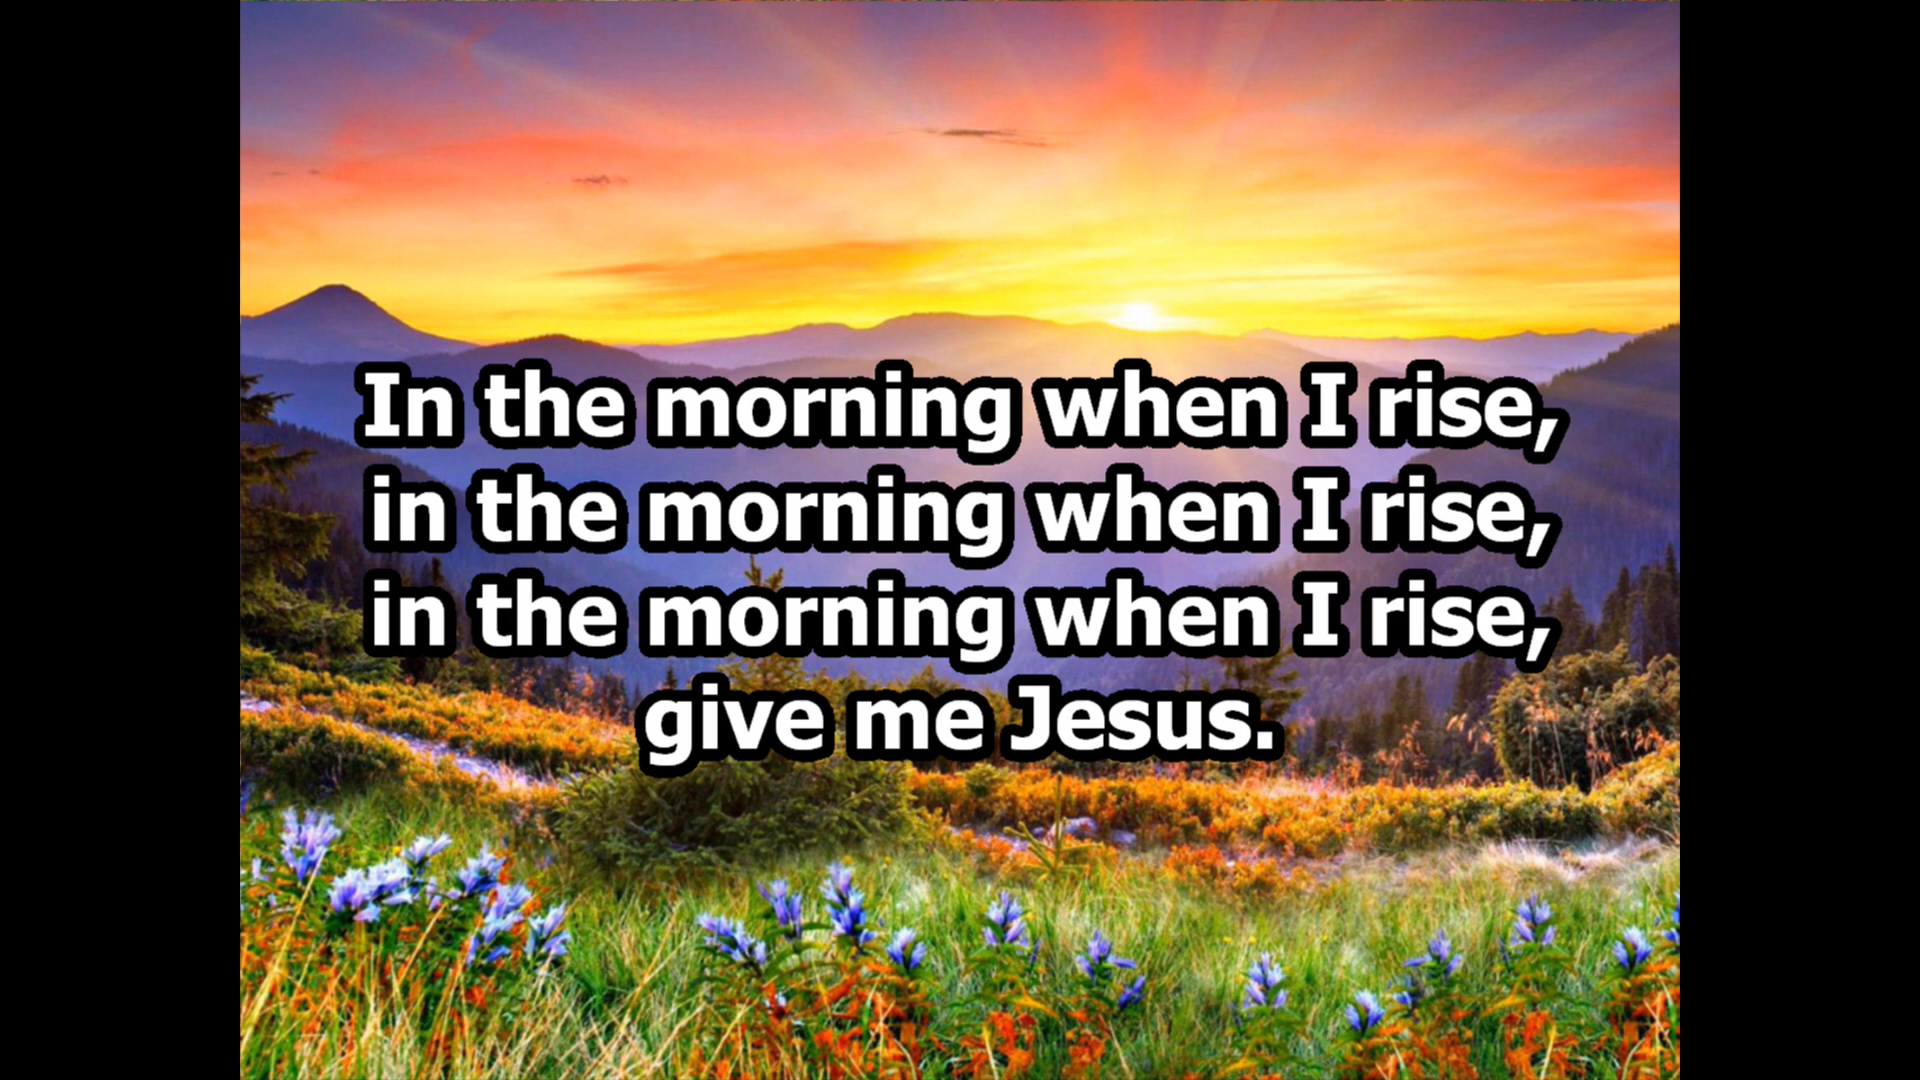 In the morning when I rise,
in the morning when I rise,
in the morning when I rise,
give me Jesus.